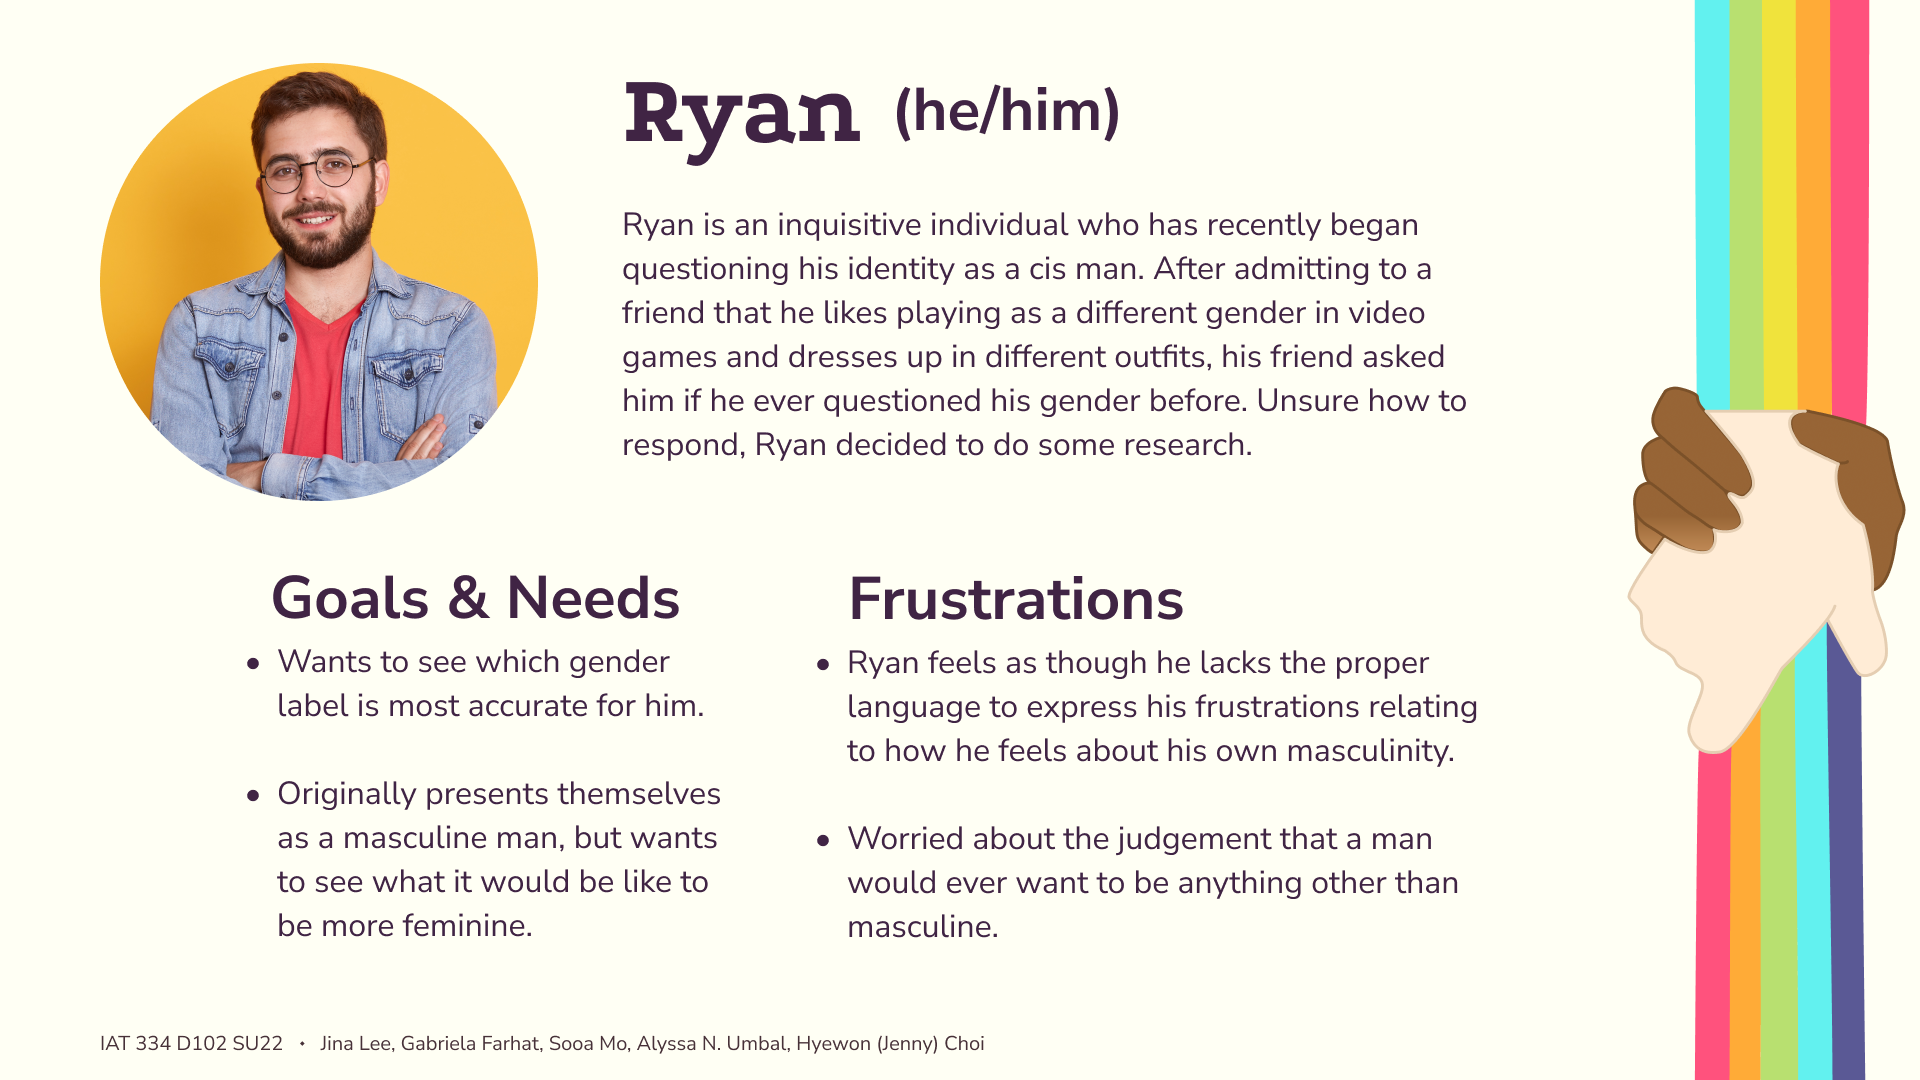 Ryan (he/him)
Ryan is an inquisitive individual who has recently began
questioning his identity as a cis man. After admitting to a
friend that he likes playing as a different gender in video
games and dresses up in different outfits, his friend asked
him if he ever questioned his gender before. Unsure how to
respond, Ryan decided to do some research.
Goals & Needs
• Wants to see which gender
label is most accurate for him.
• Originally presents themselves
as a masculine man, but wants
to see what it would be like to
be more feminine.
Frustrations
• Ryan feels as though he lacks the proper
language to express his frustrations relating
to how he feels about his own masculinity.
• Worried about the judgement that a man
would ever want to be anything other than
masculine.
IAT 334 D102 SU22 • Jina Lee, Gabriela Farhat, Sooa Mo, Alyssa N. Umbal, Hyewon (Jenny) Choi